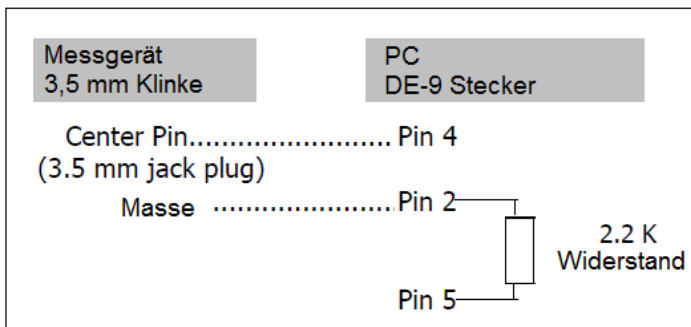 Messgerät
3,5 mm Klinke
PC
DE-9 Stecker
Center Pin......................... Pin 4
(3.5 mm jack plug)
Masse ......................Pin 2
2.2 K
Widerstand
Pin 5